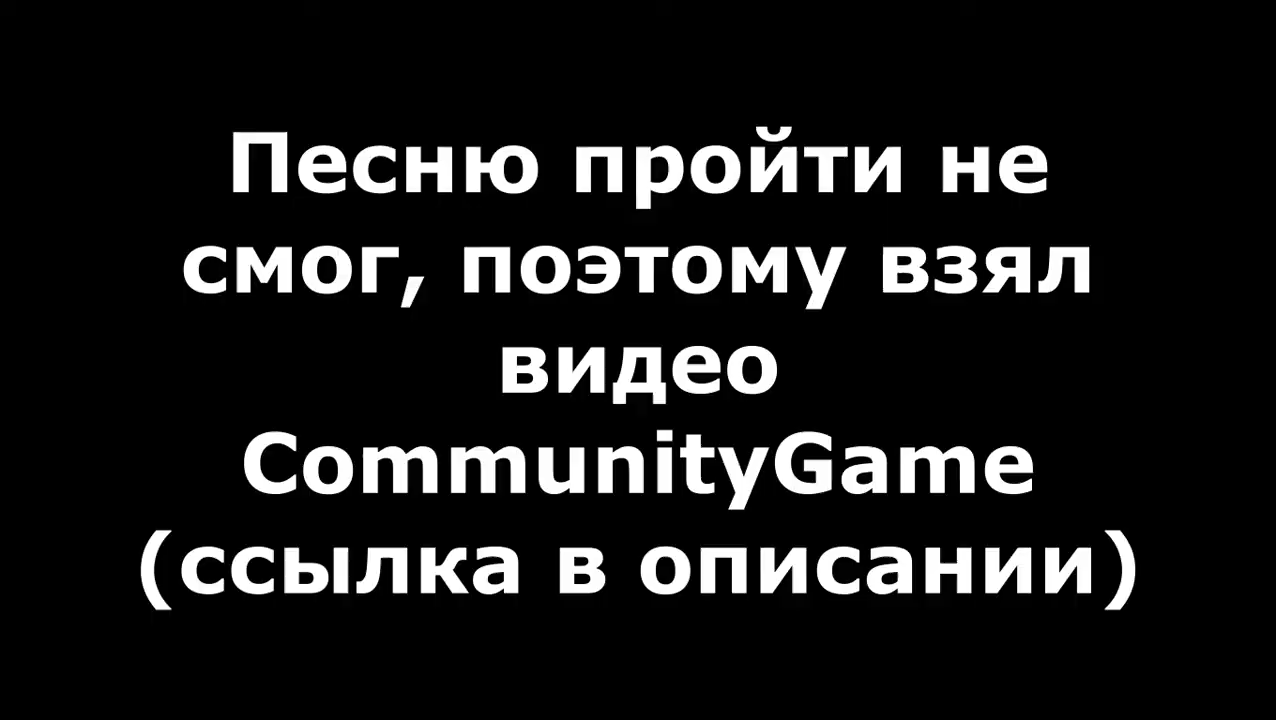 Песню пройти не
смог, поэтому взял
видео
CommunityGame
(ссылка в описании)